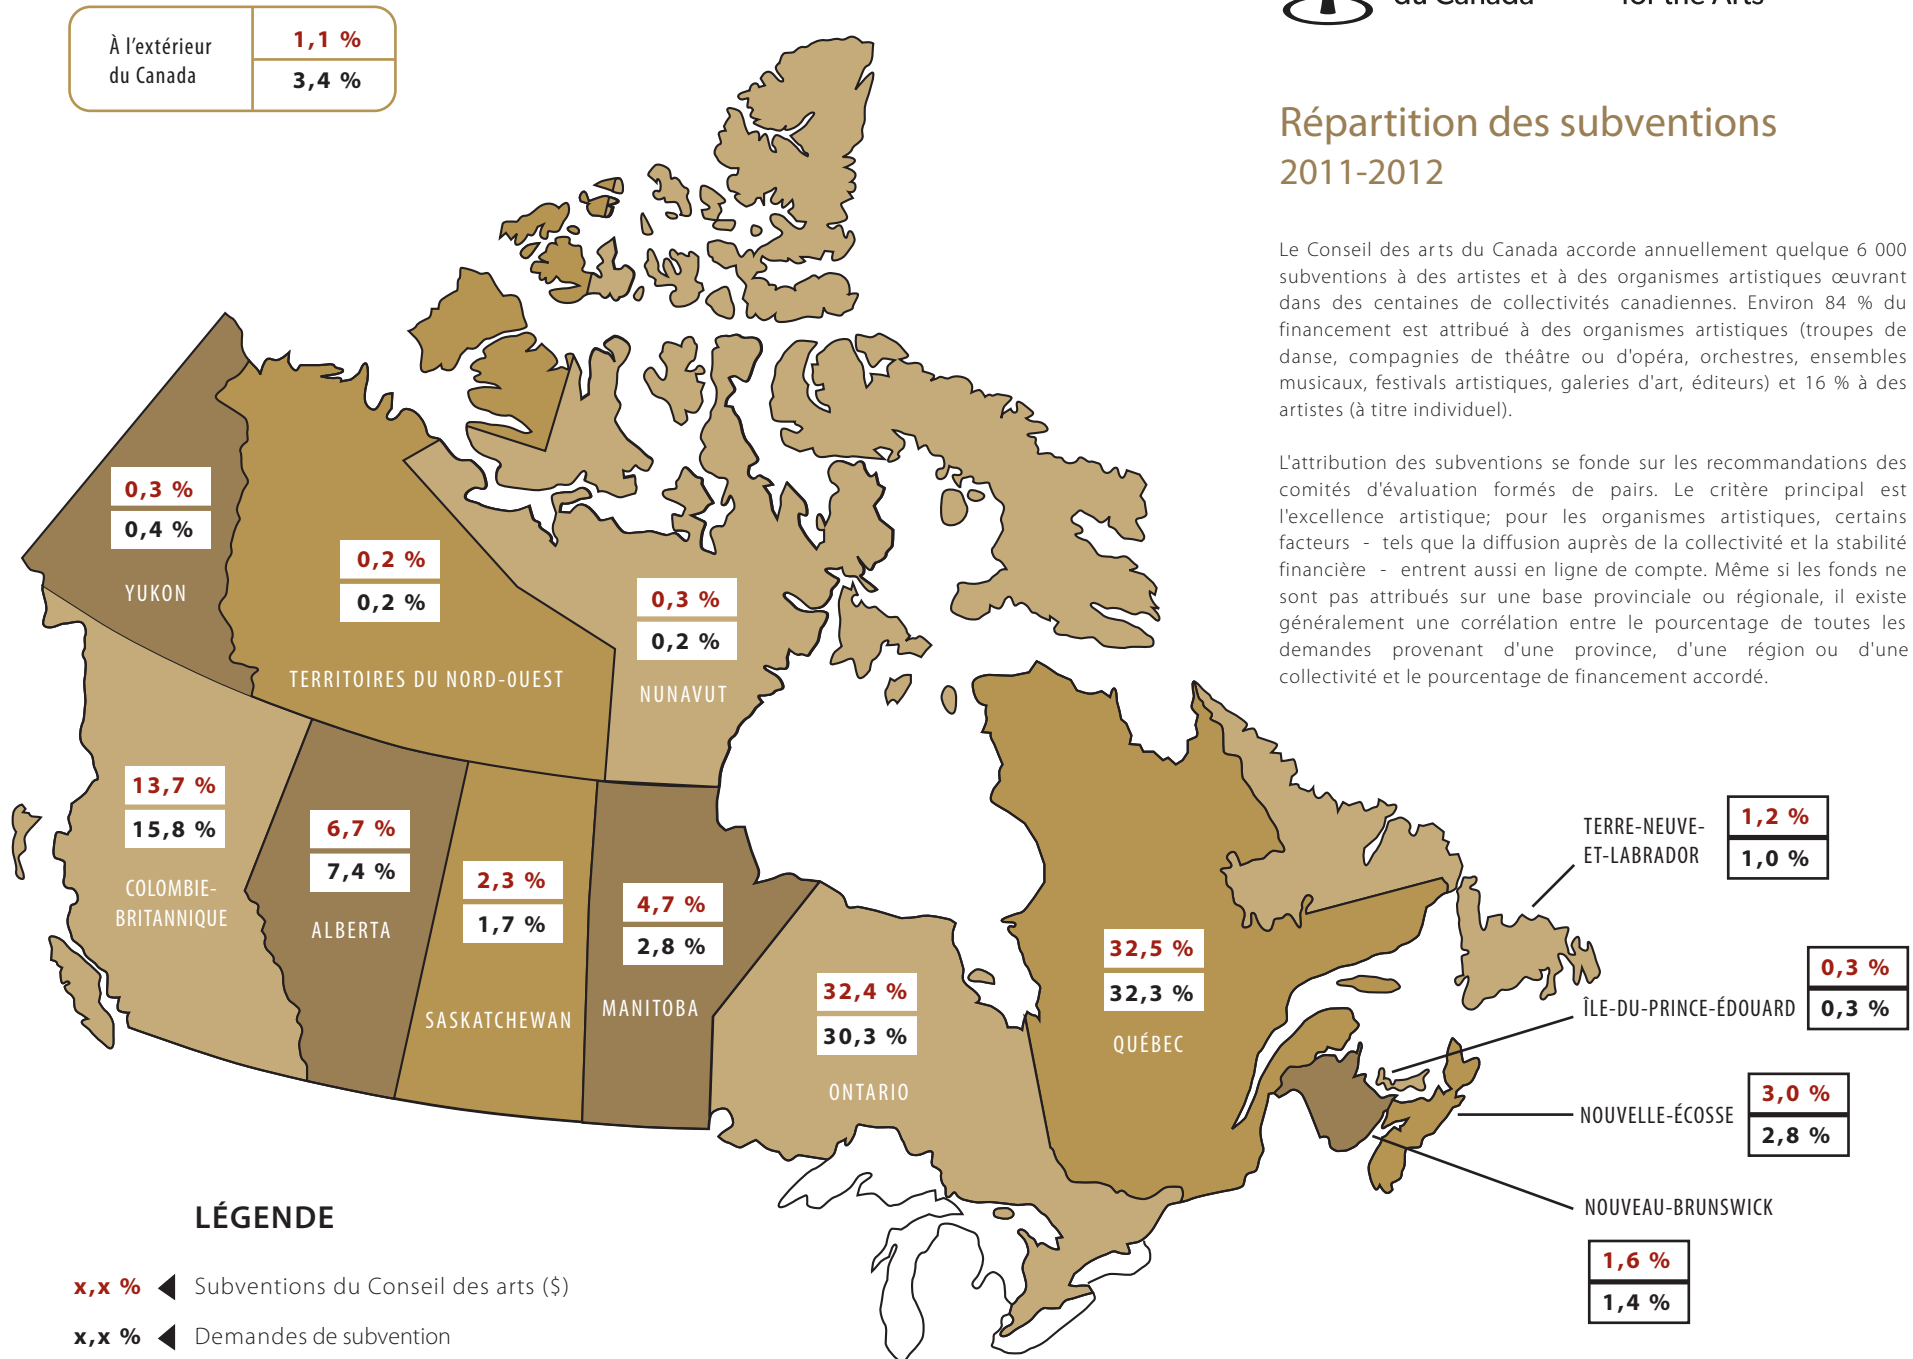 du Canada for the Arts
À l'extérieur
du Canada
1,1 %
3,4 %
Répartition des subventions
2011-2012
Le Conseil des arts du Canada accorde annuellement quelque 6 000
subventions à des artistes et à des organismes artistiques œuvrant
dans des centaines de collectivités canadiennes. Environ 84 % du
financement est attribué à des organismes artistiques (troupes de
danse, compagnies de théâtre ou d'opéra, orchestres, ensembles
musicaux, festivals artistiques, galeries d'art, éditeurs) et 16 % à des
artistes (à titre individuel).
L'attribution des subventions se fonde sur les recommandations des
comités d'évaluation formés de pairs. Le critère principal est
l'excellence artistique; pour les organismes artistiques, certains
facteurs - tels que la diffusion auprès de la collectivité et la stabilité
financière - entrent aussi en ligne de compte. Même si les fonds ne
sont pas attribués sur une base provinciale ou régionale, il existe
généralement une corrélation entre le pourcentage de toutes les
demandes provenant d'une province, d'une région ou d'une
collectivité et le pourcentage de financement accordé.
0,3 %
0,4 %
YUKON
0,2 %
0,2 %
TERRITOIRES DU NORD-OUEST
0,3 %
0,2 %
NUNAVUT
13,7 %
15,8 %
COLOMBIE-
BRITANNIQUE
6,7 %
7,4 %
ALBERTA
2,3 %
1,7 %
SASKATCHEWAN
4,7 %
2,8 %
MANITOBA
32,4 %
30,3 %
ONTARIO
32,5 %
32,3 %
QUÉBEC
TERRE-NEUVE-
ET-LABRADOR
1,2 %
1,0 %
ÎLE-DU-PRINCE-ÉDOUARD
0,3 %
0,3 %
NOUVELLE-ÉCOSSE
3,0 %
2,8 %
NOUVEAU-BRUNSWICK
1,6 %
1,4 %
LÉGENDE
x,x % Subventions du Conseil des arts ($)
x,x % Demandes de subvention